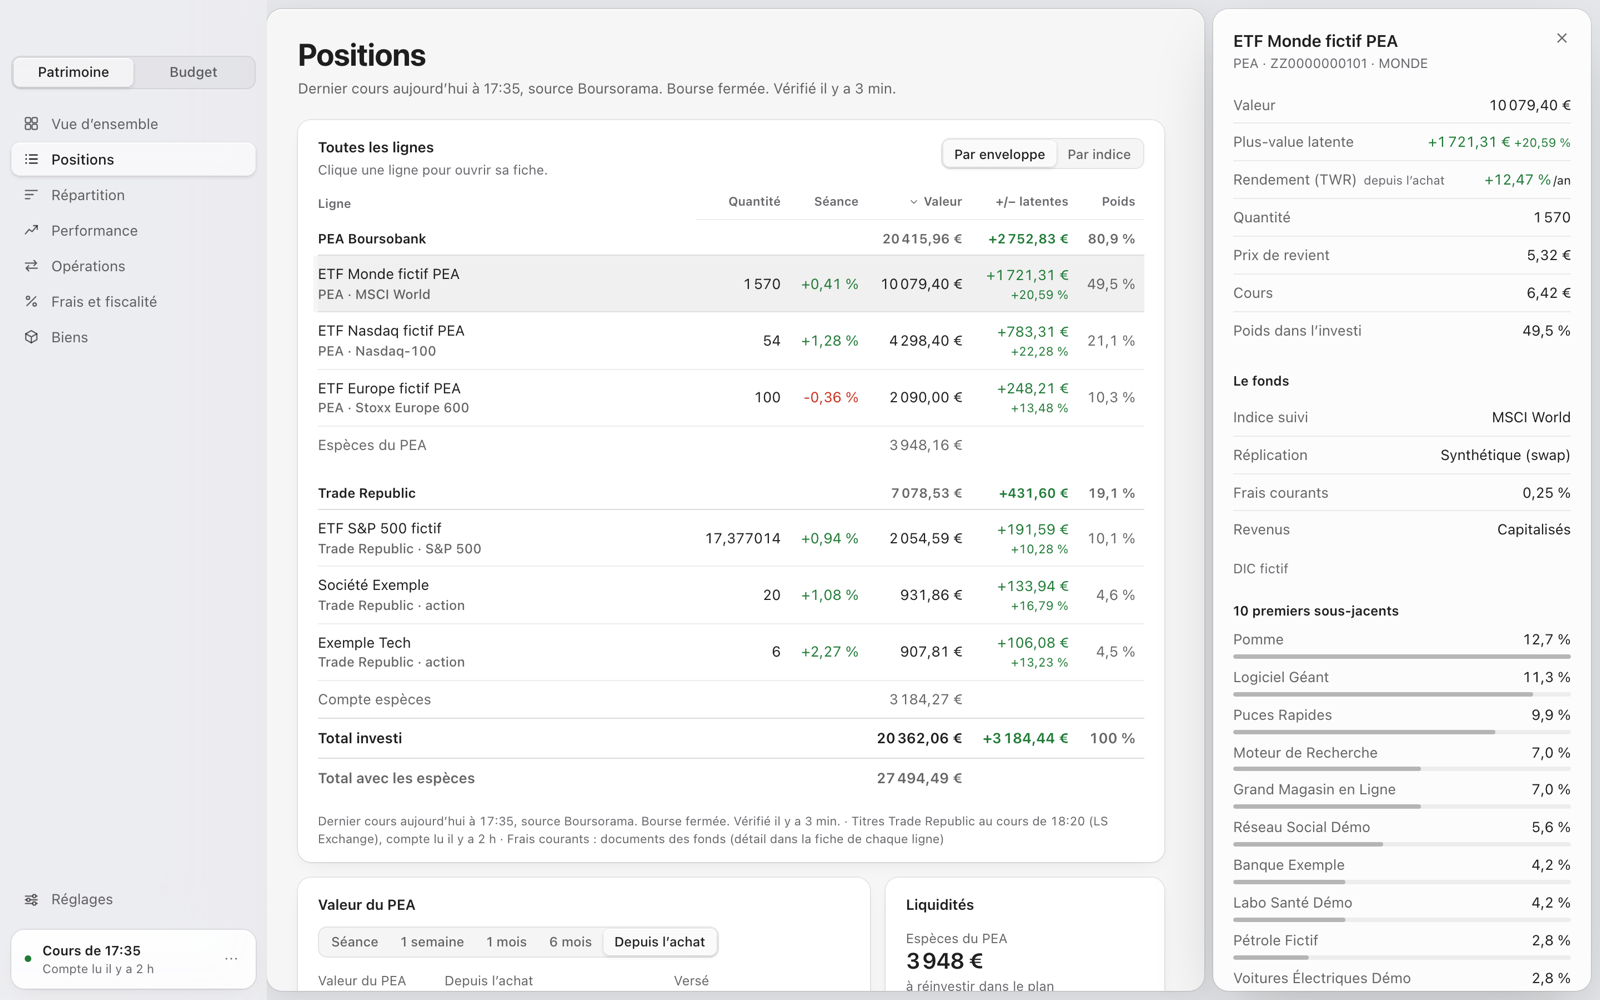 Patrimoine
Budget
Vue d’ensemble
Positions
Répartition
Performance
Opérations
Frais et fiscalité
Biens
Réglages
Cours de 17:35
Compte lu il y a 2 h
...
Positions
Dernier cours aujourd’hui à 17:35, source Boursorama. Bourse fermée. Vérifié il y a 3 min.
Toutes les lignes
Clique une ligne pour ouvrir sa fiche.
Par enveloppe
Par indice
Ligne Quantité Séance Valeur +/− latentes Poids
PEA Boursobank 20 415,96 € +2 752,83 € 80,9 %
ETF Monde fictif PEA
PEA · MSCI World
1 570 +0,41 % 10 079,40 € +1 721,31 € 49,5 %
+20,59 %
ETF Nasdaq fictif PEA
PEA · Nasdaq-100
54 +1,28 % 4 298,40 € +783,31 € 21,1 %
+22,28 %
ETF Europe fictif PEA
PEA · Stoxx Europe 600
100 -0,36 % 2 090,00 € +248,21 € 10,3 %
+13,48 %
Espèces du PEA 3 948,16 €
Trade Republic 7 078,53 € +431,60 € 19,1 %
ETF S&P 500 fictif
Trade Republic · S&P 500
17,377014 +0,94 % 2 054,59 € +191,59 € 10,1 %
+10,28 %
Société Exemple
Trade Republic · action
20 +1,08 % 931,86 € +133,94 € 4,6 %
+16,79 %
Exemple Tech
Trade Republic · action
6 +2,27 % 907,81 € +106,08 € 4,5 %
+13,23 %
Compte espèces 3 184,27 €
Total investi 20 362,06 € +3 184,44 € 100 %
Total avec les espèces 27 494,49 €
Dernier cours aujourd’hui à 17:35, source Boursorama. Bourse fermée. Vérifié il y a 3 min. · Titres Trade Republic au cours de 18:20 (LS
Exchange), compte lu il y a 2 h · Frais courants : documents des fonds (détail dans la fiche de chaque ligne)
Valeur du PEA
Séance 1 semaine 1 mois 6 mois Depuis l’achat
Valeur du PEA Depuis l’achat Versé
Liquidités
Espèces du PEA
3 948 €
à réinvestir dans le plan
ETF Monde fictif PEA
PEA · ZZ0000000101 · MONDE
Valeur 10 079,40 €
Plus-value latente +1 721,31 € +20,59 %
Rendement (TWR) depuis l’achat +12,47 %/an
Quantité 1 570
Prix de revient 5,32 €
Cours 6,42 €
Poids dans l’investi 49,5 %
Le fonds
Indice suivi MSCI World
Réplication Synthétique (swap)
Frais courants 0,25 %
Revenus Capitalisés
DIC fictif
10 premiers sous-jacents
Pomme 12,7 %
Logiciel Géant 11,3 %
Puces Rapides 9,9 %
Moteur de Recherche 7,0 %
Grand Magasin en Ligne 7,0 %
Réseau Social Démo 5,6 %
Banque Exemple 4,2 %
Labo Santé Démo 4,2 %
Pétrole Fictif 2,8 %
Voitures Électriques Démo 2,8 %